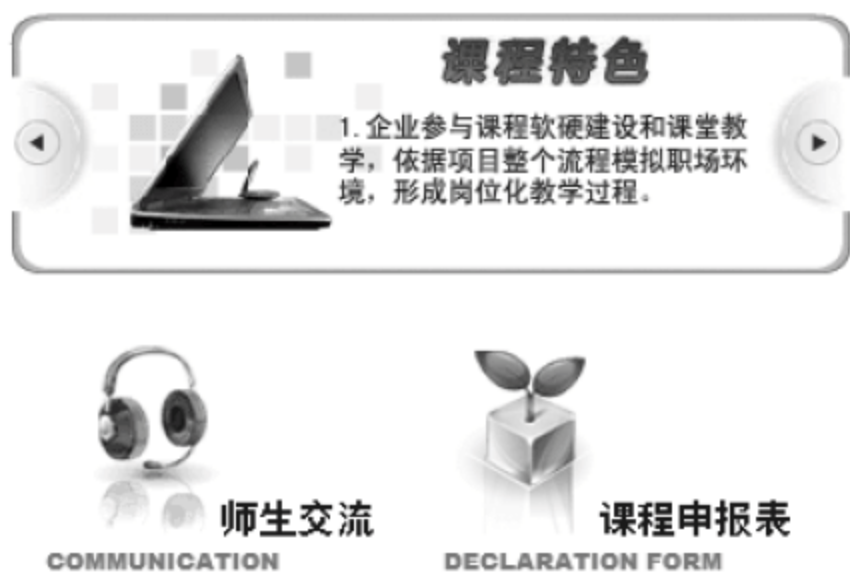 课程特色
1. 企业参与课程软硬建设和课堂教
学，依据项目整个流程模拟职场环
境，形成岗位化教学过程。
师生交流
课程申报表
COMMUNICATION
DECLARATION FORM